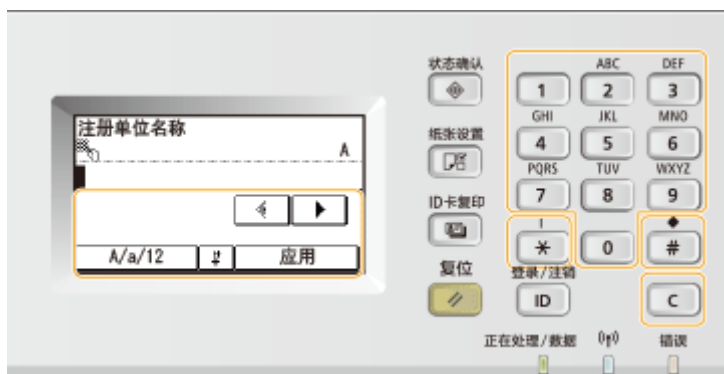 注册单位名称
A
A/a/12
#
应用
状态确认
纸张设置
ID卡复印
复位
ABC
DEF
1
2
3
GHI
JKL
MNO
4
5
6
PQRS
TUV
WXYZ
7
8
9
*
0
#
登录/注销
ID
C
正在处理/数据
错误